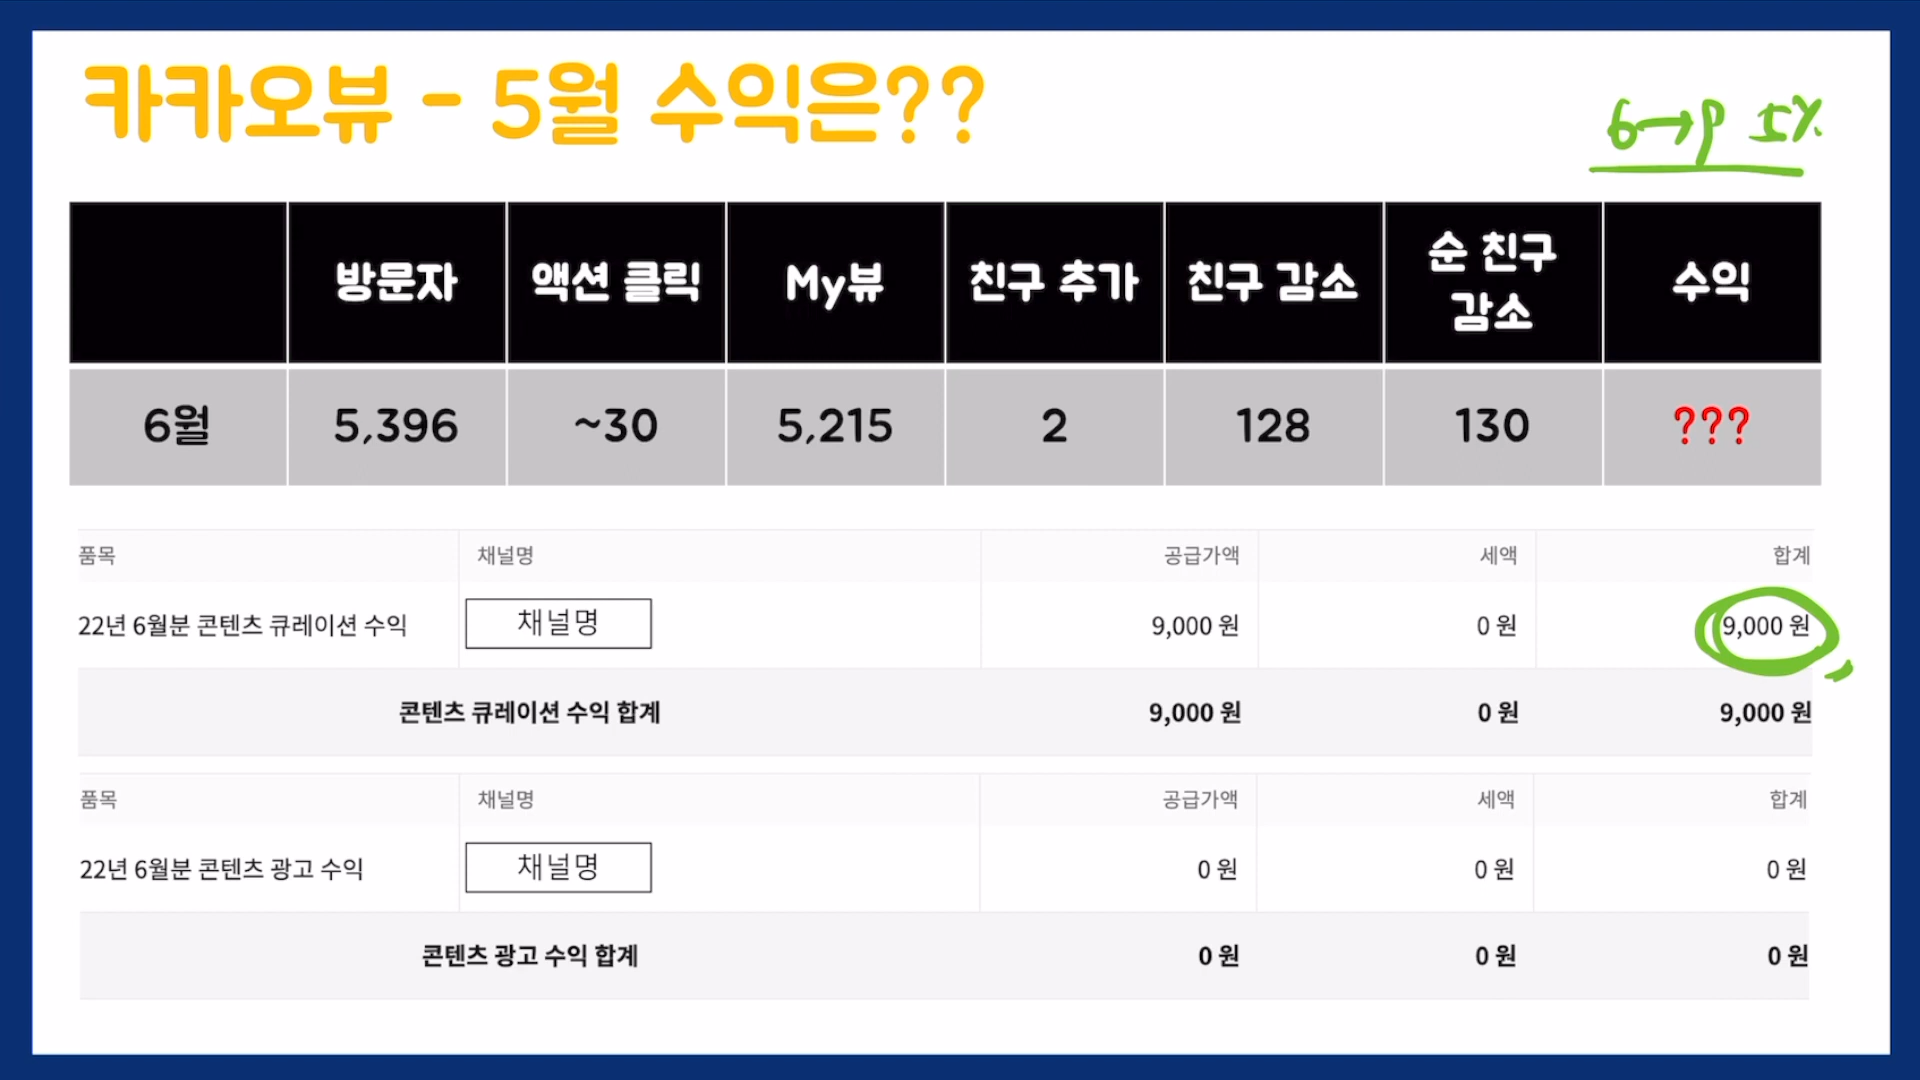 카카오뷰 - 5월 수익은??
6→p 5%
방문자 액션 클릭 My뷰 친구 추가 친구 감소 순 친구 감소 수익
6월 5,396 ~30 5,215 2 128 130 ???
품목 채널명 공급가액 세액 합계
22년 6월분 콘텐츠 큐레이션 수익 채널명 9,000 원 0 원 9,000 원
콘텐츠 큐레이션 수익 합계 9,000 원 0 원 9,000 원
품목 채널명 공급가액 세액 합계
22년 6월분 콘텐츠 광고 수익 채널명 0 원 0 원 0 원
콘텐츠 광고 수익 합계 0 원 0 원 0 원